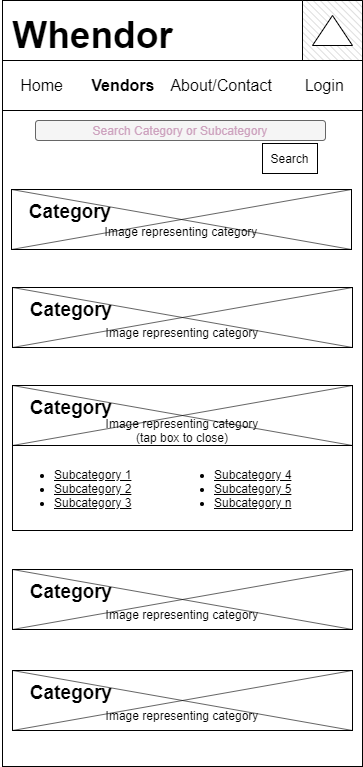 Whendor
Home Vendors About/Contact Login
Search Category or Subcategory
Search
Category
Image representing category
Category
Image representing category
Category
Image representing category
(tap box to close)
Subcategory 1
Subcategory 2
Subcategory 3
Subcategory 4
Subcategory 5
Subcategory n
Category
Image representing category
Category
Image representing category